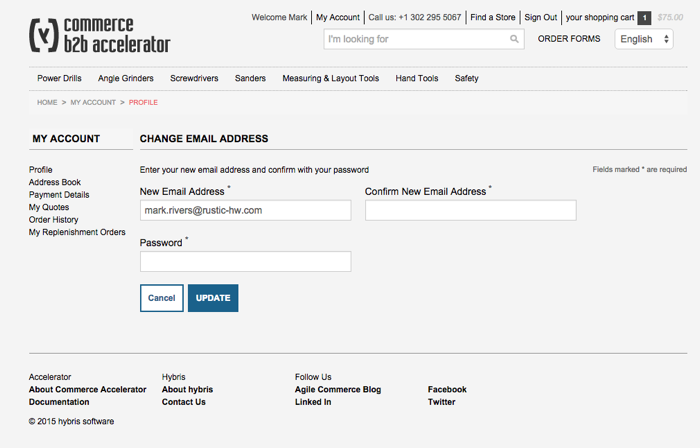 commerce
b2b accelerator
Welcome Mark My Account Call us: +1 302 295 5067 Find a Store Sign Out your shopping cart 1 $75.00
I'm looking for ORDER FORMS English
Power Drills Angle Grinders Screwdrivers Sanders Measuring & Layout Tools Hand Tools Safety
HOME > MY ACCOUNT > PROFILE
MY ACCOUNT
Profile
Address Book
Payment Details
My Quotes
Order History
My Replenishment Orders
CHANGE EMAIL ADDRESS
Enter your new email address and confirm with your password
Fields marked * are required
New Email Address * Confirm New Email Address *
mark.rivers@rustic-hw.com
Password *
Cancel UPDATE
Accelerator
About Commerce Accelerator
Documentation
Hybris
About hybris
Contact Us
Follow Us
Agile Commerce Blog
Linked In
Facebook
Twitter
© 2015 hybris software